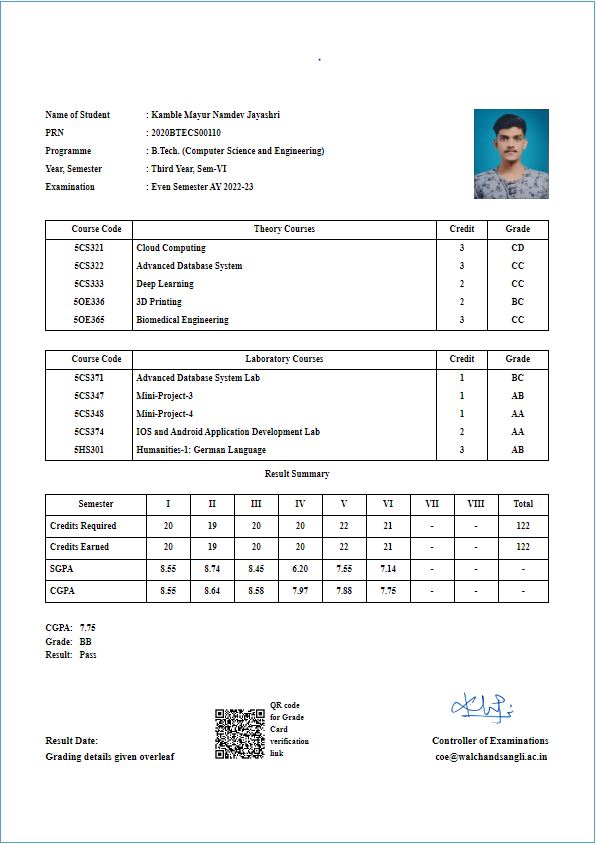 Name of Student : Kamble Mayur Namdev Jayashri
PRN : 2020BTECS00110
Programme : B.Tech. (Computer Science and Engineering)
Year, Semester : Third Year, Sem-VI
Examination : Even Semester AY 2022-23
Course Code Theory Courses Credit Grade
5CS321 Cloud Computing 3 CD
5CS322 Advanced Database System 3 CC
5CS333 Deep Learning 2 CC
5OE336 3D Printing 2 BC
5OE365 Biomedical Engineering 3 CC
Course Code Laboratory Courses Credit Grade
5CS371 Advanced Database System Lab 1 BC
5CS347 Mini-Project-3 1 AB
5CS348 Mini-Project-4 1 AA
5CS374 IOS and Android Application Development Lab 2 AA
5HS301 Humanities-1: German Language 3 AB
Result Summary
Semester I II III IV V VI VII VIII Total
Credits Required 20 19 20 20 22 21 - - 122
Credits Earned 20 19 20 20 22 21 - - 122
SGPA 8.55 8.74 8.45 6.20 7.55 7.14 - - -
CGPA 8.55 8.64 8.58 7.97 7.88 7.75 - - -
CGPA: 7.75
Grade: BB
Result: Pass
QR code
for Grade
Card
verification
link
Result Date:
Grading details given overleaf
Controller of Examinations
coe@walchandsangli.ac.in